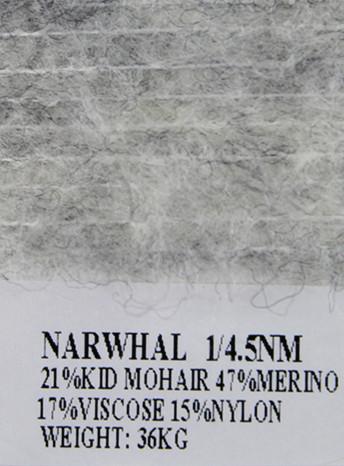 NARWHAL 1/4.5NM
21%KID MOHAIR 47%MERINO
17%VISCOSE 15%NYLON
WEIGHT: 36KG